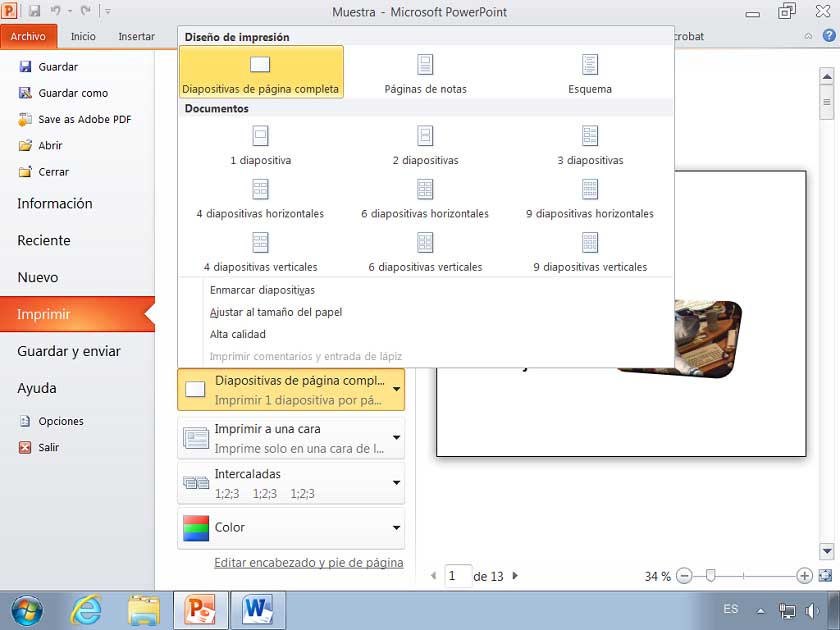 Muestra - Microsoft PowerPoint
Archivo
Inicio
Insertar
crobat
Guardar
Guardar como
Save as Adobe PDF
Abrir
Cerrar
Información
Reciente
Nuevo
Imprimir
Guardar y enviar
Ayuda
Opciones
Salir
Diseño de impresión
Diapositivas de página completa
Páginas de notas
Esquema
Documentos
1 diapositiva
2 diapositivas
3 diapositivas
4 diapositivas horizontales
6 diapositivas horizontales
9 diapositivas horizontales
4 diapositivas verticales
6 diapositivas verticales
9 diapositivas verticales
Enmarcar diapositivas
Ajustar al tamaño del papel
Alta calidad
Imprimir comentarios y entrada de lápiz
Diapositivas de página compl...
Imprimir 1 diapositiva por pá...
Imprimir a una cara
Imprime solo en una cara de l...
Intercaladas
1;2;3 1;2;3 1;2;3
Color
Editar encabezado y pie de página
1 de 13
34 %
ES